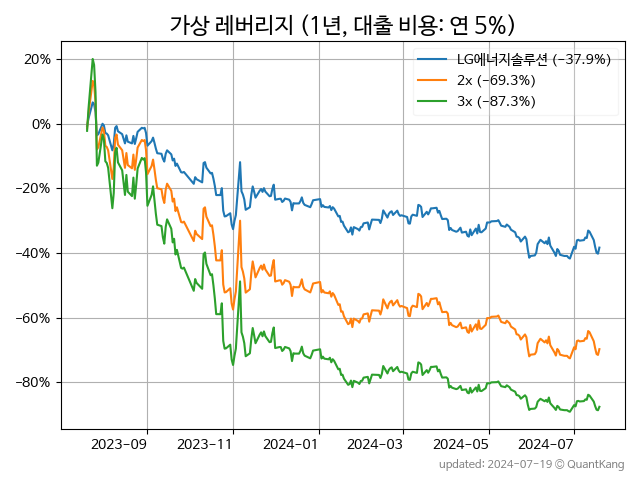 가상 레버리지 (1년, 대출 비용: 연 5%)
LG에너지솔루션 (−37.9%)
2x (−69.3%)
3x (−87.3%)
20%
0%
−20%
−40%
−60%
−80%
2023-09 2023-11 2024-01 2024-03 2024-05 2024-07
updated: 2024-07-19 © QuantKang